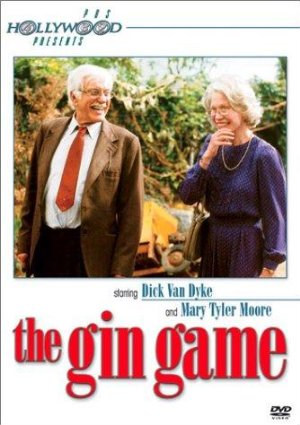 PBS
HOLLYWOOD
PRESENTS
starring Dick Van Dyke
and Mary Tyler Moore
the gin game
DVD
VIDEO